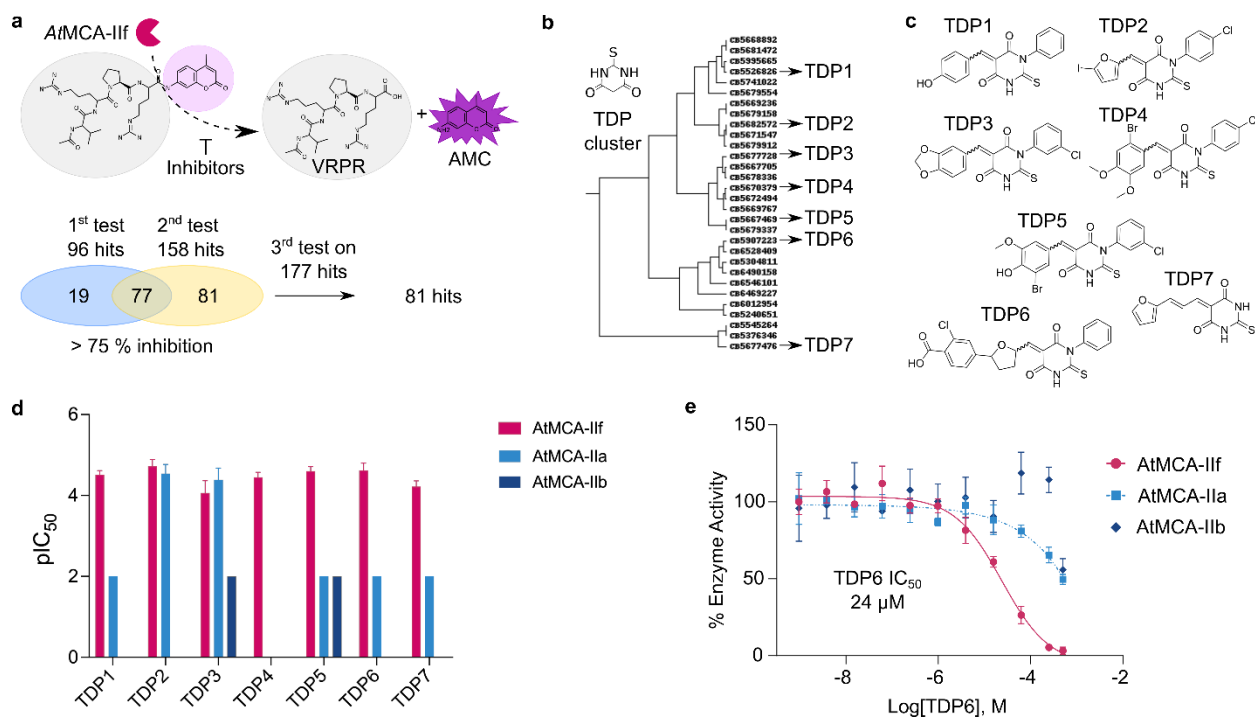 a
AtMCA-IIf
T
Inhibitors
VRPR
+
AMC
1st test
96 hits
2nd test
158 hits
3rd test on
177 hits
19
77
81
81 hits
> 75 % inhibition
b
S
HN
NH
O
O
TDP
cluster
CB5668892
CB5681472
CB5995665
CB5526826
CB5741022
CB5679554
CB5669236
CB5679158
CB5682572
CB5671547
CB5679912
CB5677728
CB5667705
CB5678336
CB5670379
CB5672494
CB5669767
CB5667469
CB5679337
CB5907223
CB6528409
CB5304811
CB6490158
CB6546101
CB6469227
CB6012954
CB5240651
CB5545264
CB5376346
CB5677476
TDP1
TDP2
TDP3
TDP4
TDP5
TDP6
TDP7
c
TDP1
TDP2
TDP3
TDP4
TDP5
TDP6
TDP7
d
pIC50
6
4
2
0
TDP1
TDP2
TDP3
TDP4
TDP5
TDP6
TDP7
AtMCA-IIf
AtMCA-IIa
AtMCA-IIb
e
% Enzyme Activity
150
100
50
0
-8
-6
-4
-2
Log[TDP6], M
TDP6 IC50
24 µM
AtMCA-IIf
AtMCA-IIa
AtMCA-IIb